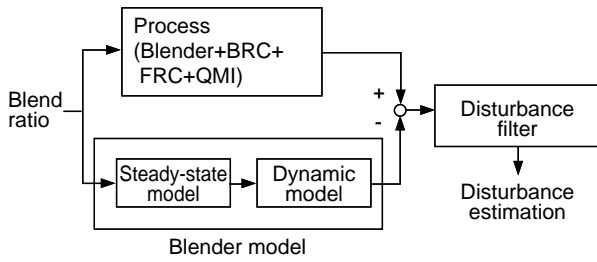 Process
(Blender+BRC+
FRC+QMI)
Blend
ratio
+
-
Disturbance
filter
Steady-state
model
Dynamic
model
Disturbance
estimation
Blender model